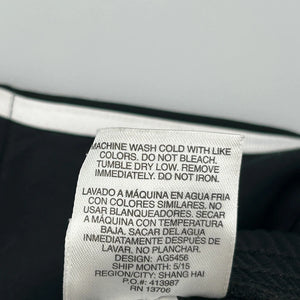 MACHINE WASH COLD WITH LIKE
COLORS. DO NOT BLEACH.
TUMBLE DRY LOW. REMOVE
IMMEDIATELY. DO NOT IRON.
LAVADO A MÁQUINA EN AGUA FRIA
CON COLORES SIMILARES. NO
USAR BLANQUEADORES. SECAR
A MÁQUINA CON TEMPERATURA
BAJA. SACAR DEL AGUA
INMEDIATAMENTE DESPUÉS DE
LAVAR. NO PLANCHAR.
DESIGN: AG5456
SHIP MONTH: 5/15
REGION/CITY: SHANG HAI
P.O.#: 413987
RN 13706